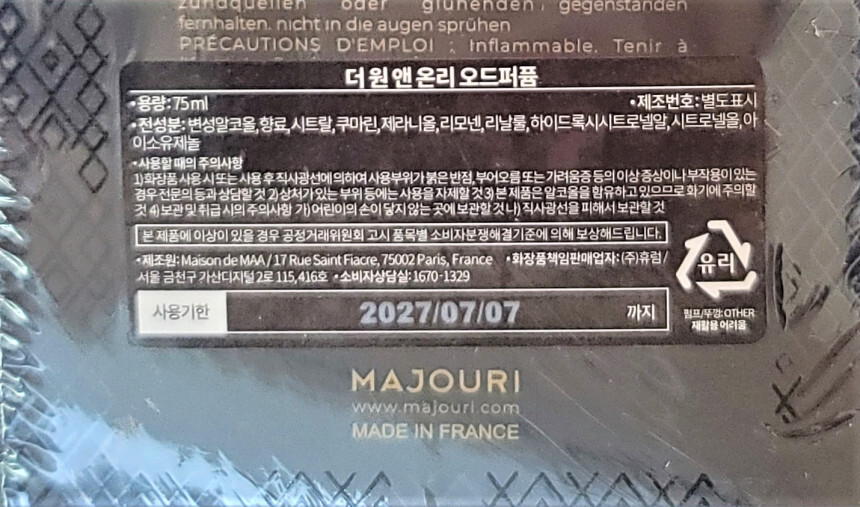 zundquellen oder glühenden, gegenständen
fernhalten. nicht in die augen sprühen
PRÉCAUTIONS D'EMPLOI : Inflammable. Tenir à
더 원 앤 온리 오드퍼퓸
•용량: 75ml •제조번호: 별도표시
•전성분: 변성알코올, 향료, 시트랄, 쿠마린, 제라니올, 리모넨, 리날룰, 하이드록시시트로넬알, 시트로넬올, 아
이소유제놀
•사용할 때의 주의사항
1)화장품 사용 시 또는 사용 후 직사광선에 의하여 사용부위가 붉은 반점, 부어오름 또는 가려움증 등의 이상 증상이나 부작용이 있는
경우 전문의 등과 상담할 것 2)상처가 있는 부위 등에는 사용을 자제할 것 3)본 제품은 알코올을 함유하고 있으므로 화기에 주의할
것 4)보관 및 취급 시의 주의사항 가)어린이의 손이 닿지 않는 곳에 보관할 것 나)직사광선을 피해서 보관할 것
본 제품에 이상이 있을 경우 공정거래위원회 고시 품목별 소비자분쟁해결기준에 의해 보상해드립니다.
•제조원: Maison de MAA / 17 Rue Saint Fiacre, 75002 Paris, France •화장품책임판매업자: (주)휴럼 /
서울 금천구 가산디지털2로 115, 416호 •소비자상담실: 1670-1329
유리
펌프/뚜껑: OTHER
재활용 어려움
사용기한 2027/07/07 까지
MAJOURI
www.majouri.com
MADE IN FRANCE